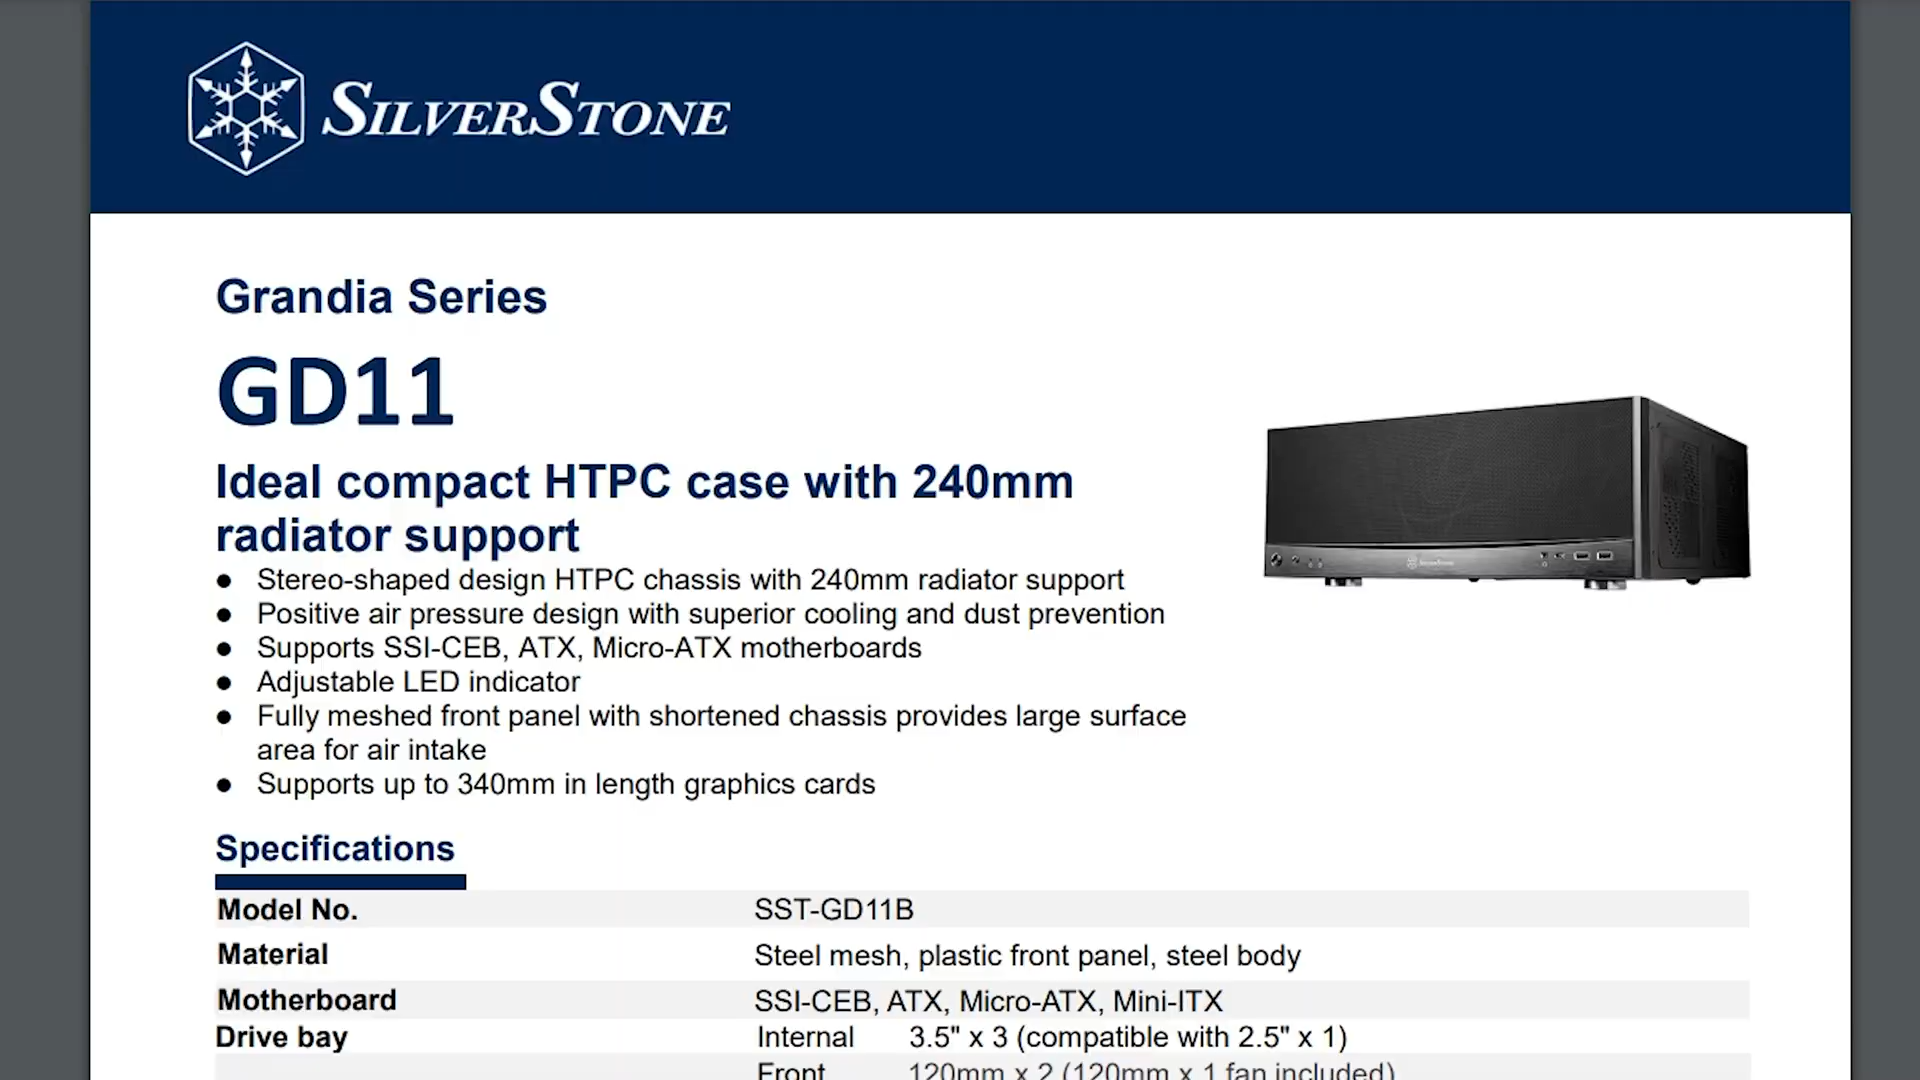 SILVERSTONE
Grandia Series
GD11
Ideal compact HTPC case with 240mm
radiator support
● Stereo-shaped design HTPC chassis with 240mm radiator support
● Positive air pressure design with superior cooling and dust prevention
● Supports SSI-CEB, ATX, Micro-ATX motherboards
● Adjustable LED indicator
● Fully meshed front panel with shortened chassis provides large surface
area for air intake
● Supports up to 340mm in length graphics cards
Specifications
Model No. SST-GD11B
Material Steel mesh, plastic front panel, steel body
Motherboard SSI-CEB, ATX, Micro-ATX, Mini-ITX
Drive bay Internal 3.5" x 3 (compatible with 2.5" x 1)
Front 120mm x 2 (120mm x 1 fan included)